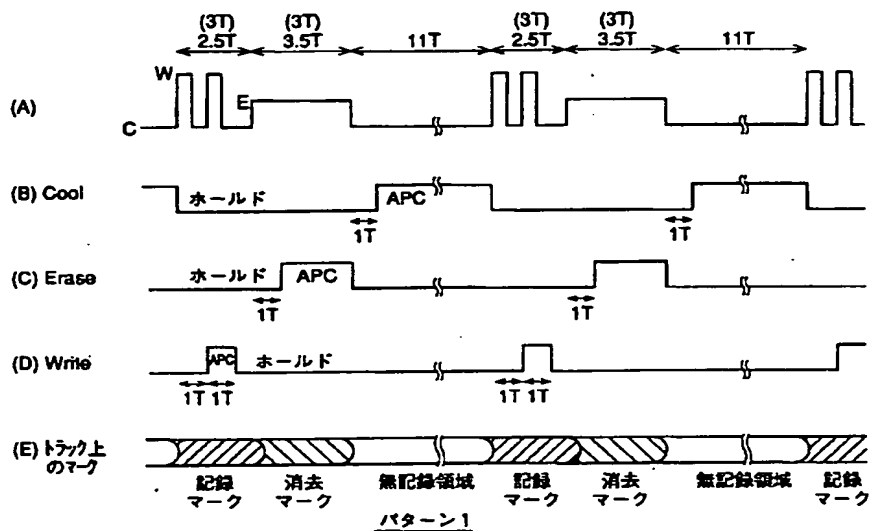 (3T) (3T) (3T) (3T)
2.5T 3.5T 11T 2.5T 3.5T 11T
W
(A) E
C
(B) Cool ホールド APC
1T 1T
(C) Erase ホールド APC
1T 1T
(D) Write APC ホールド
1T 1T 1T 1T
(E) トラック上
のマーク
記録 消去 無記録領域 記録 消去 無記録領域 記録
マーク マーク マーク マーク マーク
パターン1